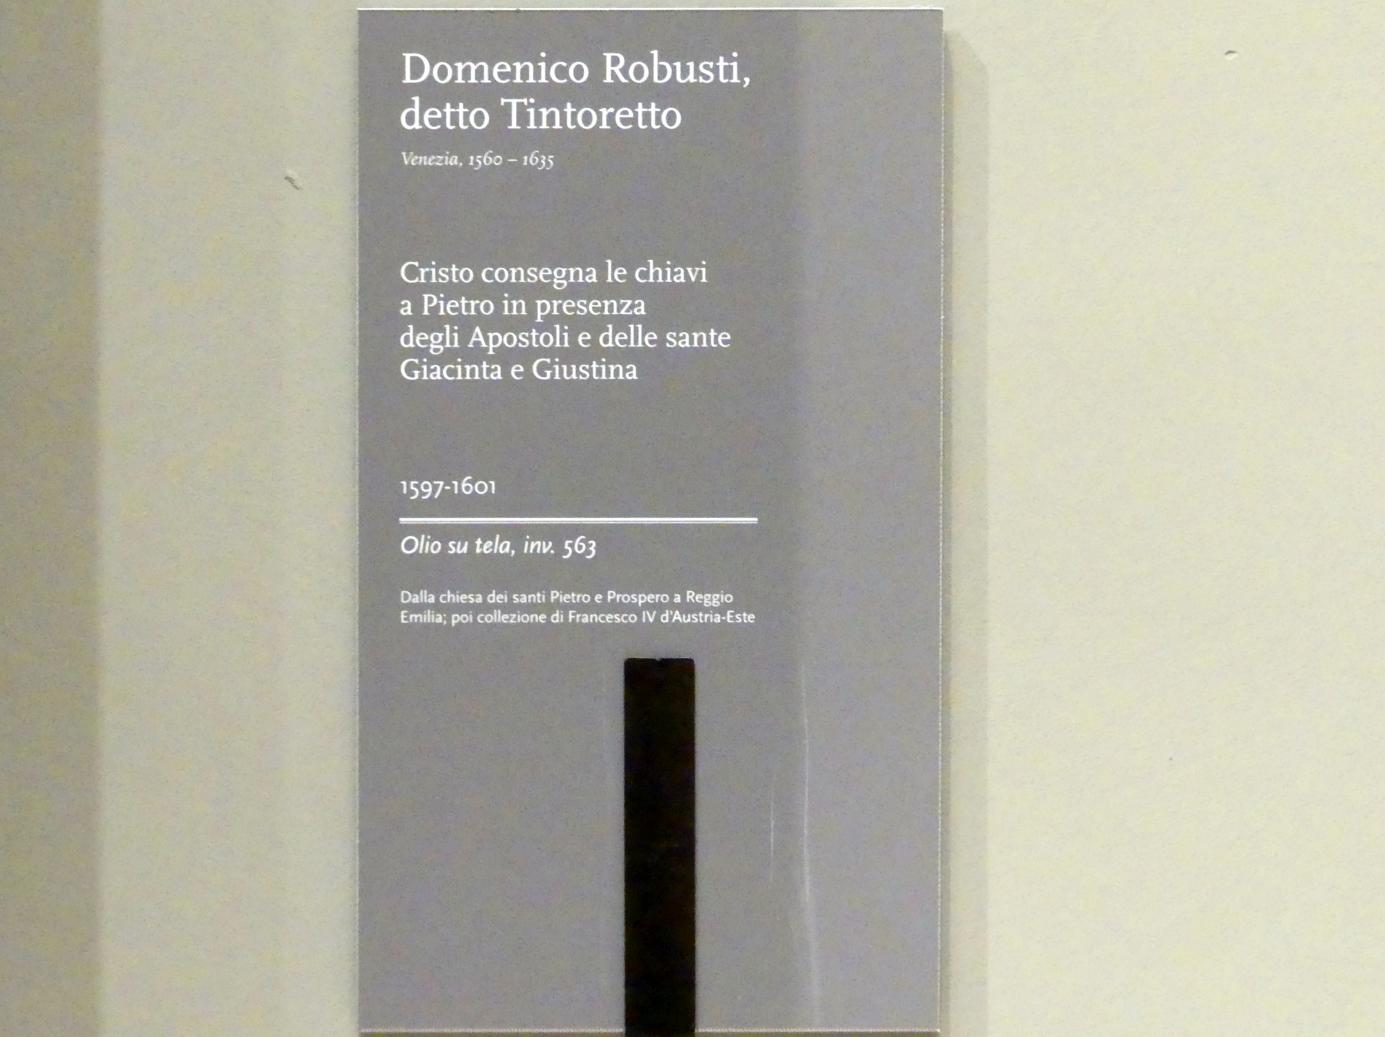 Domenico Robusti,
detto Tintoretto
Venezia, 1560 – 1635
Cristo consegna le chiavi
a Pietro in presenza
degli Apostoli e delle sante
Giacinta e Giustina
1597-1601
Olio su tela, inv. 563
Dalla chiesa dei santi Pietro e Prospero a Reggio
Emilia; poi collezione di Francesco IV d'Austria-Este